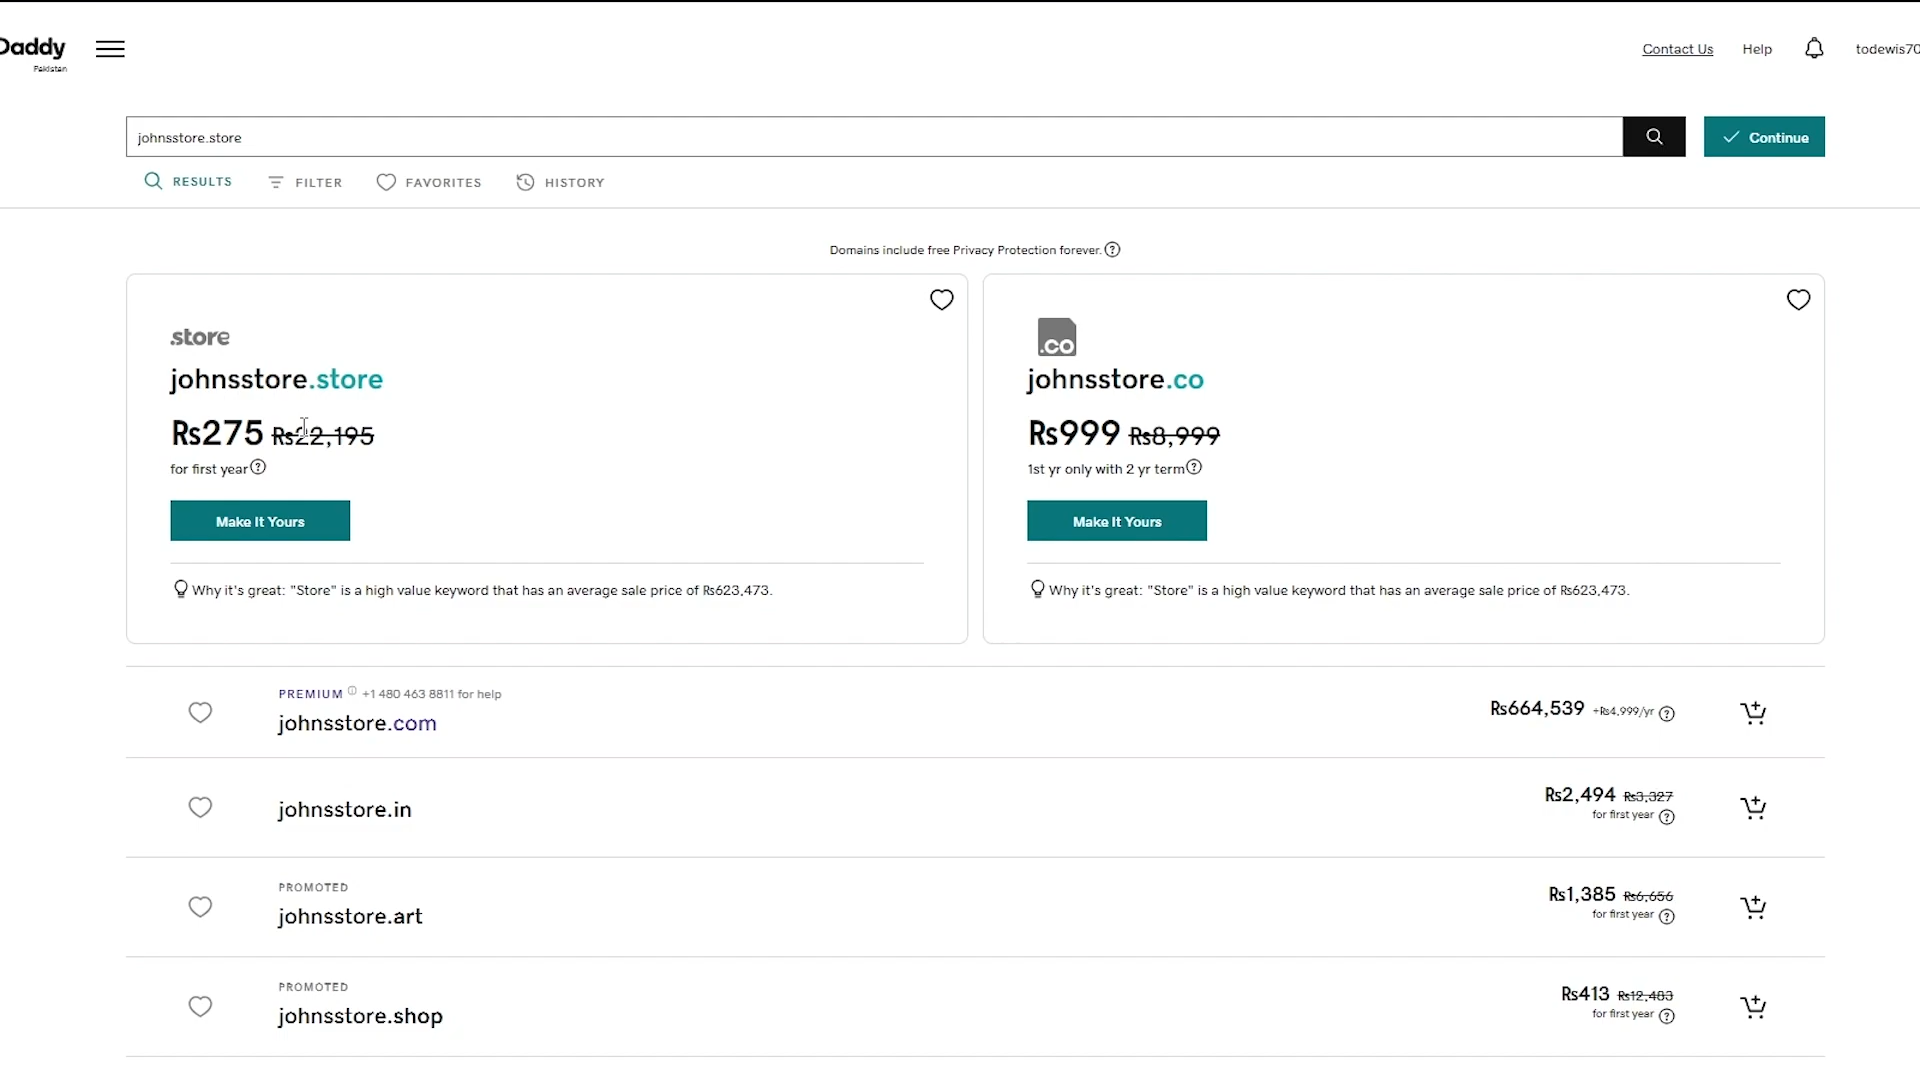 Daddy
Pakistan
Contact Us
Help
todewis70
johnsstore.store
Continue
RESULTS
FILTER
FAVORITES
HISTORY
Domains include free Privacy Protection forever.
.store
johnsstore.store
₨275 ₨22,195
for first year
Make It Yours
Why it's great: "Store" is a high value keyword that has an average sale price of ₨623,473.
.co
johnsstore.co
₨999 ₨8,999
1st yr only with 2 yr term
Make It Yours
Why it's great: "Store" is a high value keyword that has an average sale price of ₨623,473.
PREMIUM +1 480 463 8811 for help
johnsstore.com
₨664,539 +₨4,999/yr
johnsstore.in
₨2,494 ₨3,327
for first year
PROMOTED
johnsstore.art
₨1,385 ₨6,656
for first year
PROMOTED
johnsstore.shop
₨413 ₨12,483
for first year